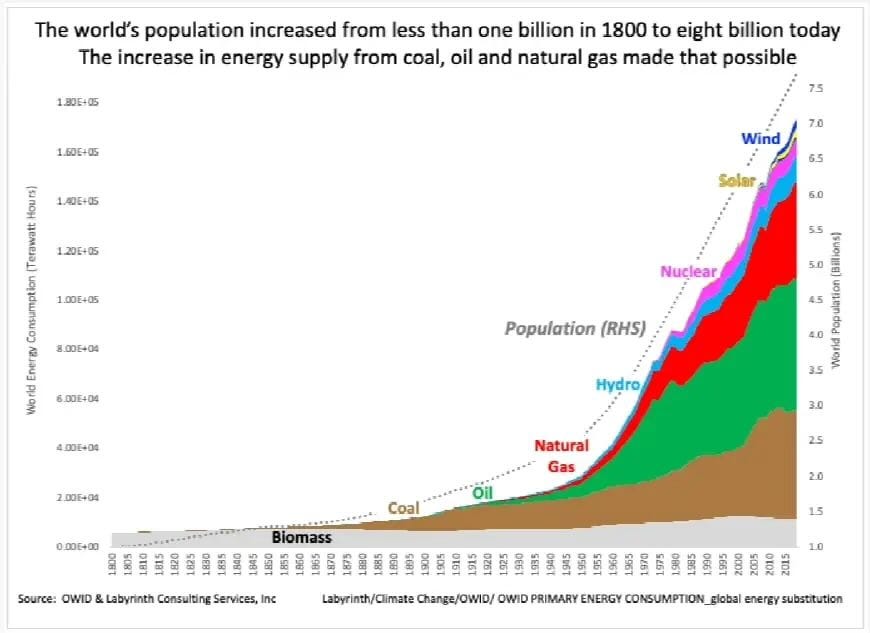 The world's population increased from less than one billion in 1800 to eight billion today
The increase in energy supply from coal, oil and natural gas made that possible
World Energy Consumption (Terawatt Hours)
1.80E+05
1.60E+05
1.40E+05
1.20E+05
1.00E+05
8.00E+04
6.00E+04
4.00E+04
2.00E+04
0.00E+00
Wind
Solar
Nuclear
Population (RHS)
Hydro
Natural
Gas
Oil
Coal
Biomass
7.5
7.0
6.5
6.0
5.5
5.0
4.5
4.0
3.5
3.0
2.5
2.0
1.5
1.0
World Population (Billions)
1800 1805 1810 1815 1820 1825 1830 1835 1840 1845 1850 1855 1860 1865 1870 1875 1880 1885 1890 1895 1900 1905 1910 1915 1920 1925 1930 1935 1940 1945 1950 1955 1960 1965 1970 1975 1980 1985 1990 1995 2000 2005 2010 2015
Source: OWID & Labyrinth Consulting Services, Inc
Labyrinth/Climate Change/OWID/ OWID PRIMARY ENERGY CONSUMPTION_global energy substitution